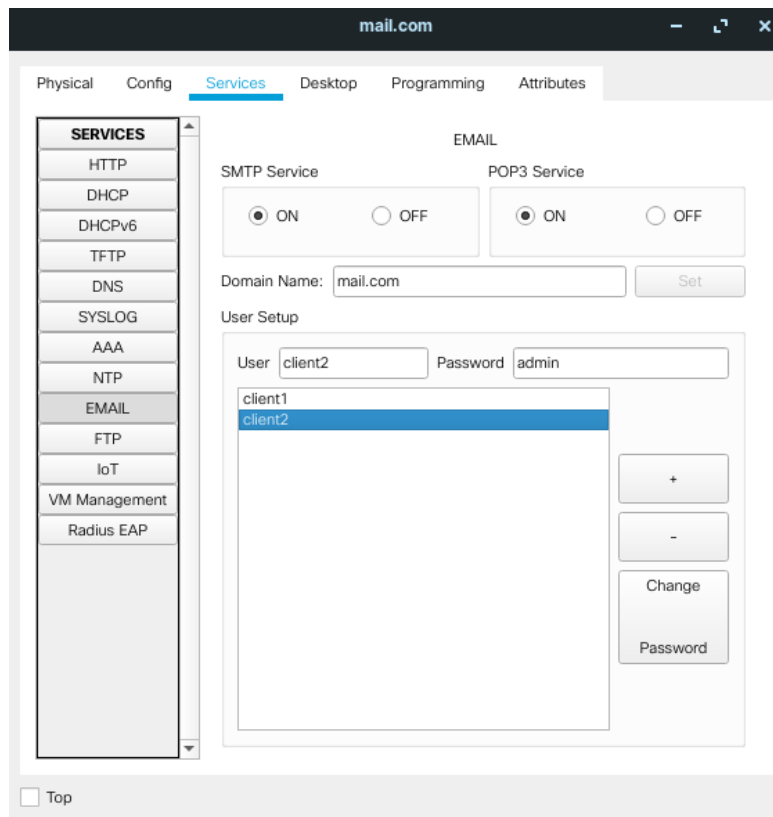 mail.com
Physical Config Services Desktop Programming Attributes
SERVICES
HTTP
DHCP
DHCPv6
TFTP
DNS
SYSLOG
AAA
NTP
EMAIL
FTP
IoT
VM Management
Radius EAP
EMAIL
SMTP Service POP3 Service
ON OFF ON OFF
Domain Name: mail.com Set
User Setup
User client2 Password admin
client1
client2
+
-
Change
Password
Top